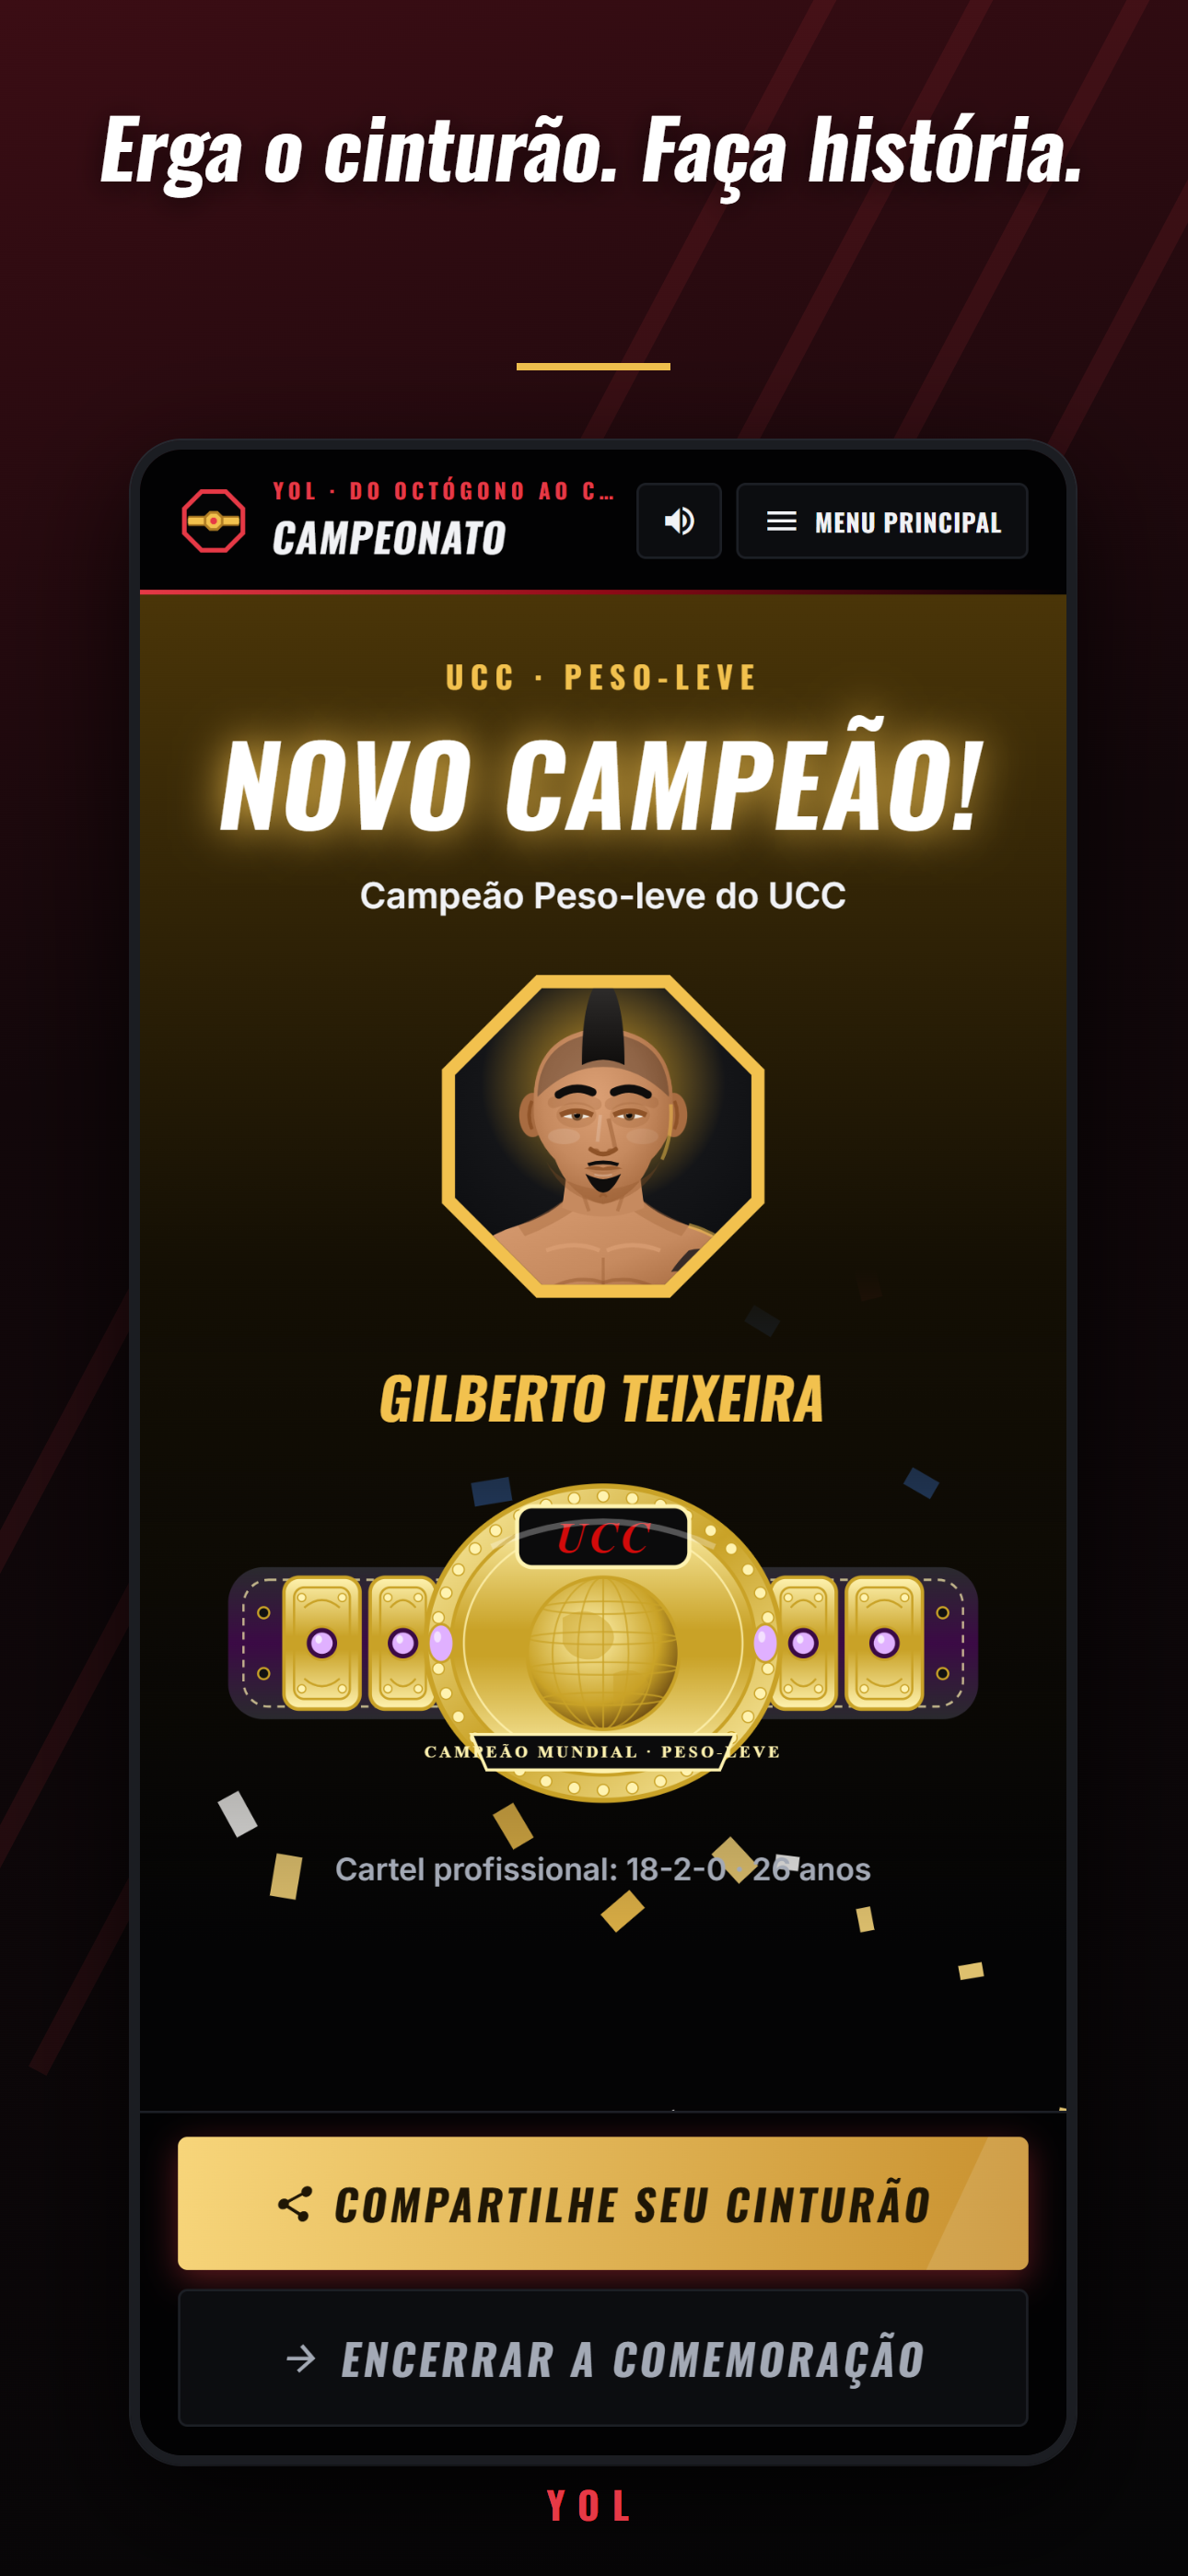 Erga o cinturão. Faça história.
YOL · DO OCTÓGONO AO C...
CAMPEONATO
MENU PRINCIPAL
UCC · PESO-LEVE
NOVO CAMPEÃO!
Campeão Peso-leve do UCC
GILBERTO TEIXEIRA
UCC
CAMPEÃO MUNDIAL · PESO-LEVE
Cartel profissional: 18-2-0 · 26 anos
COMPARTILHE SEU CINTURÃO
ENCERRAR A COMEMORAÇÃO
YOL